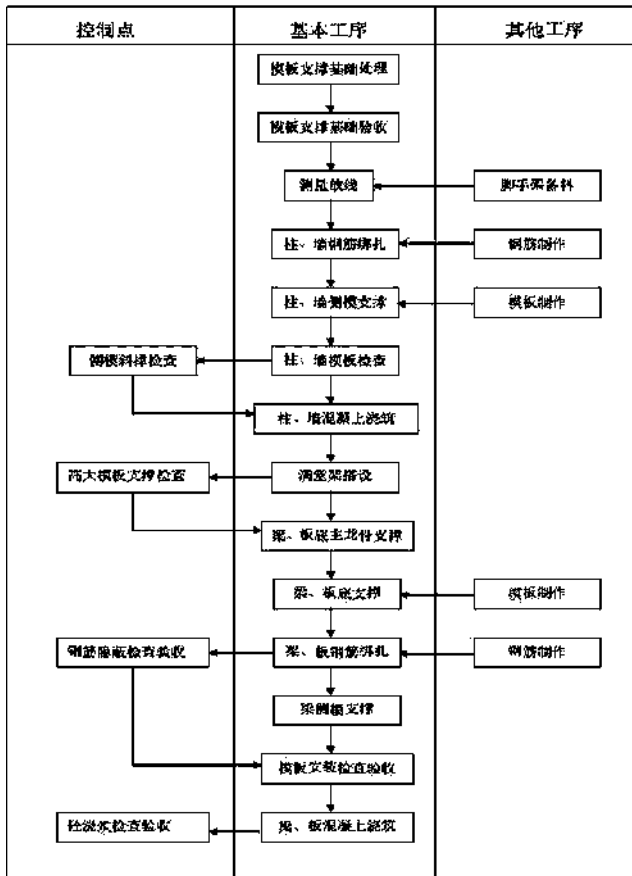 控制点 基本工序 其他工序
模板支撑基础处理
模板支撑基础验收
测量放线 脚手架备料
柱、墙钢筋绑扎 钢筋制作
柱、墙侧模支撑 模板制作
侧模斜撑检查 柱、墙模板检查
柱、墙混凝土浇筑
高大模板支撑检查 满堂架搭设
梁、板底主龙骨支撑
梁、板底支撑 模板制作
钢筋隐蔽检查验收 梁、板钢筋绑扎 钢筋制作
梁侧模支撑
模板安装检查验收
砼浇筑检查验收 梁、板混凝土浇筑